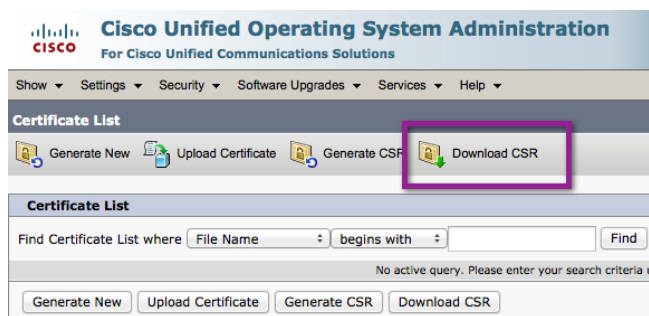 Cisco Unified Operating System Administration
CISCO
For Cisco Unified Communications Solutions
Show Settings Security Software Upgrades Services Help
Certificate List
Generate New Upload Certificate Generate CSR Download CSR
Certificate List
Find Certificate List where File Name begins with Find
No active query. Please enter your search criteria
Generate New Upload Certificate Generate CSR Download CSR